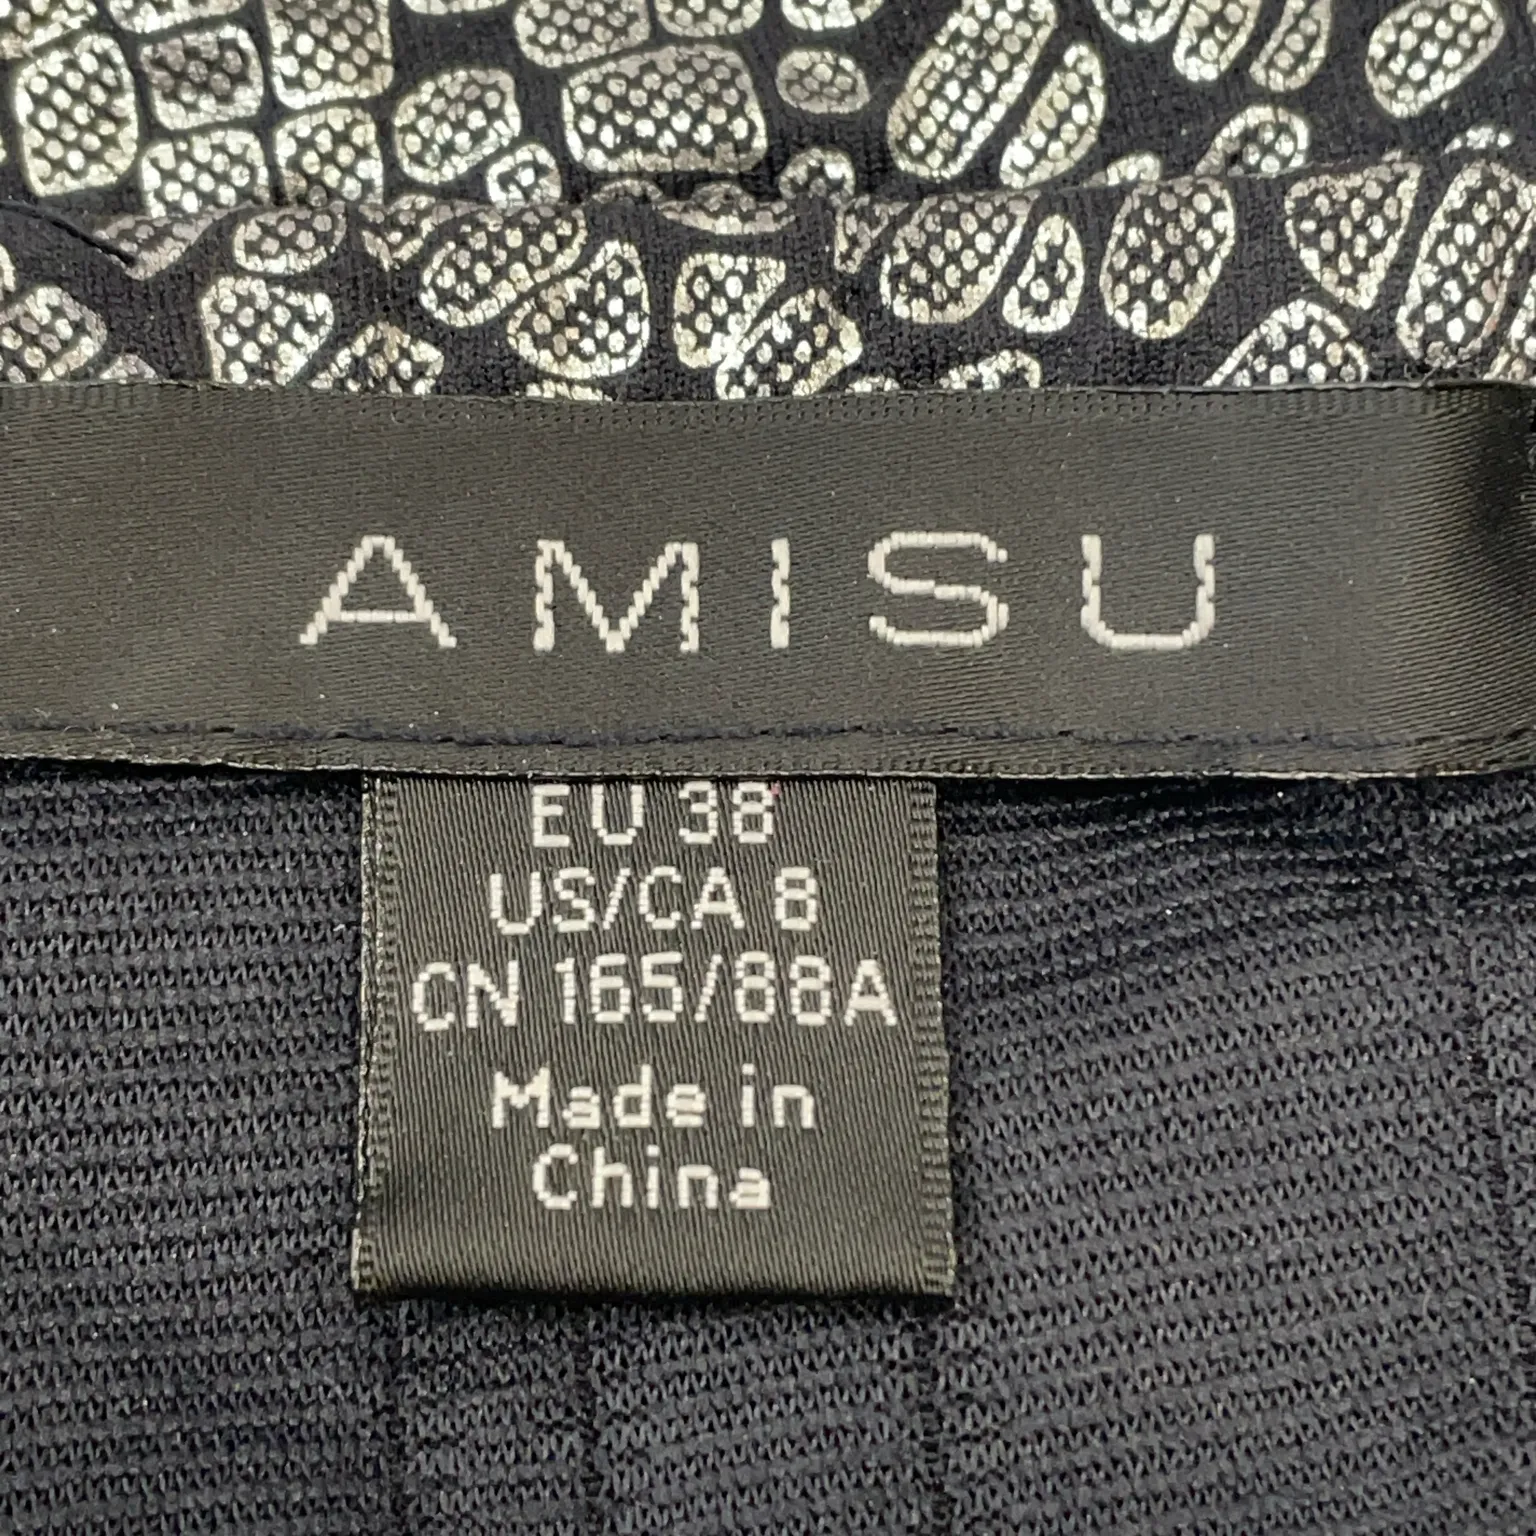 AMISU
EU 38
US/CA 8
CN 165/88A
Made in
China